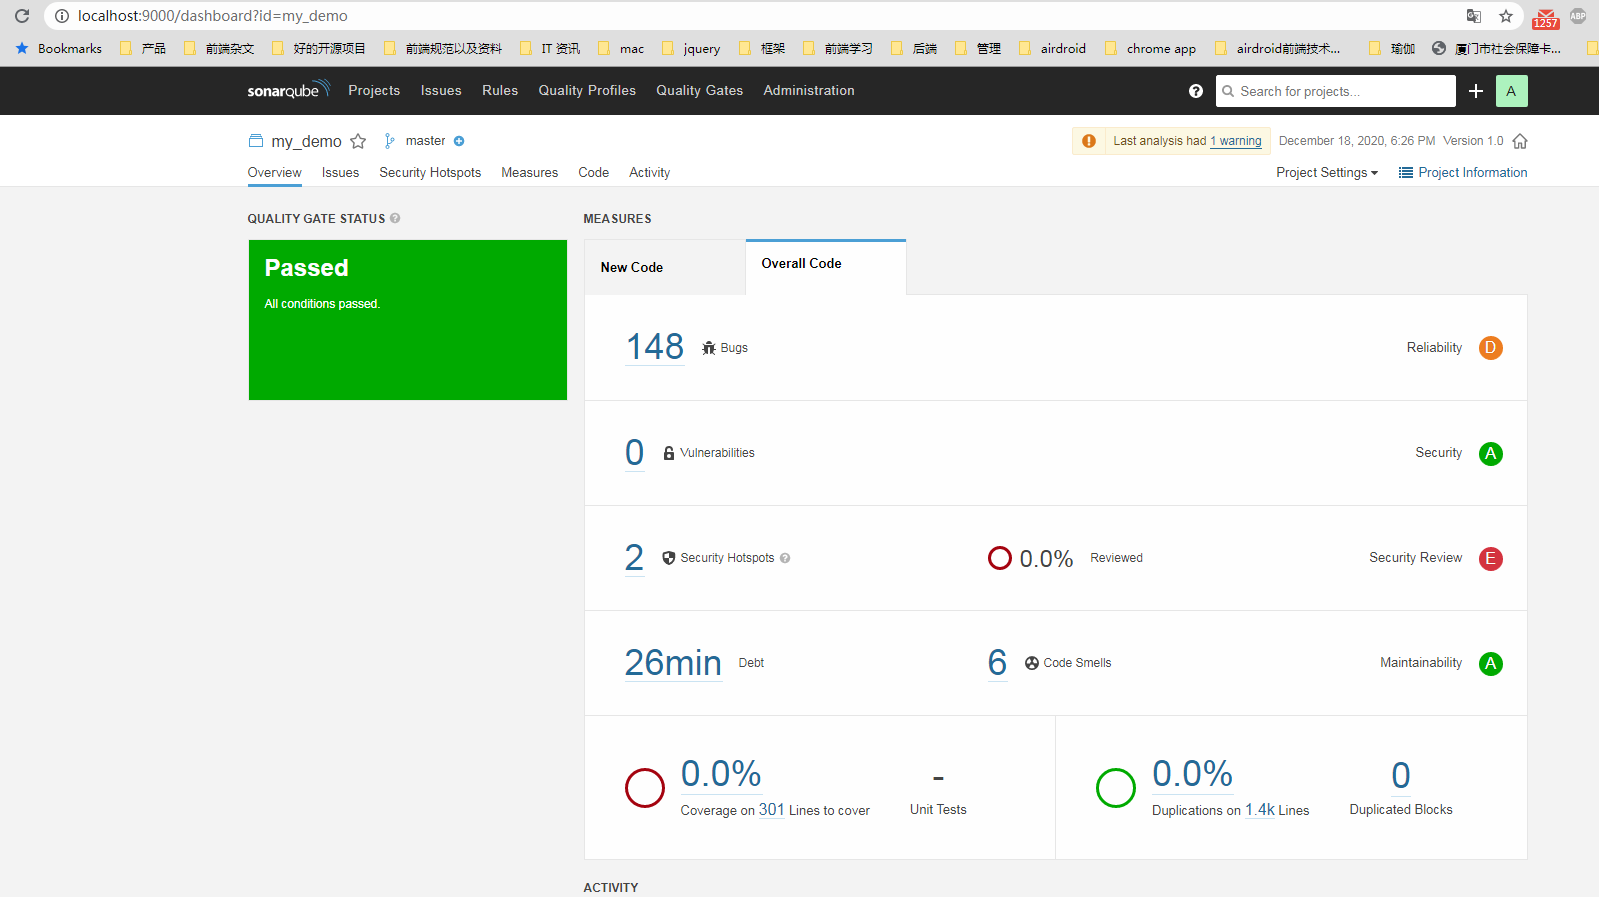 localhost:9000/dashboard?id=my_demo
1257
ABP
Bookmarks 产品 前端杂文 好的开源项目 前端规范以及资料 IT 资讯 mac jquery 框架 前端学习 后端 管理 airdroid chrome app airdroid前端技术... 瑜伽 厦门市社会保障卡...
sonarqube Projects Issues Rules Quality Profiles Quality Gates Administration ? Search for projects... A
my_demo master Last analysis had 1 warning December 18, 2020, 6:26 PM Version 1.0
Overview Issues Security Hotspots Measures Code Activity Project Settings Project Information
QUALITY GATE STATUS ? MEASURES
Passed
All conditions passed.
New Code Overall Code
148 Bugs Reliability D
0 Vulnerabilities Security A
2 Security Hotspots ? 0.0% Reviewed Security Review E
26min Debt 6 Code Smells Maintainability A
0.0% - 0.0% 0
Coverage on 301 Lines to cover Unit Tests Duplications on 1.4k Lines Duplicated Blocks
ACTIVITY